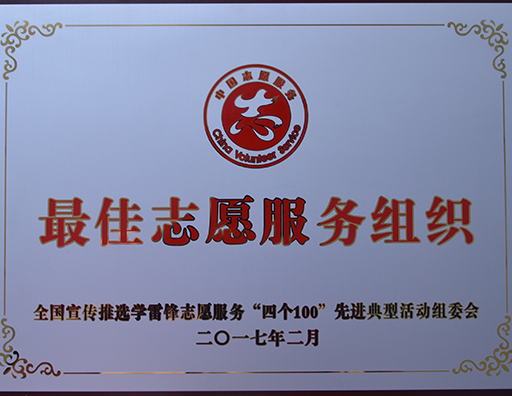 中国志愿服务
China Volunteer Service
最佳志愿服务组织
全国宣传推选学雷锋志愿服务“四个100”先进典型活动组委会
二〇一七年二月